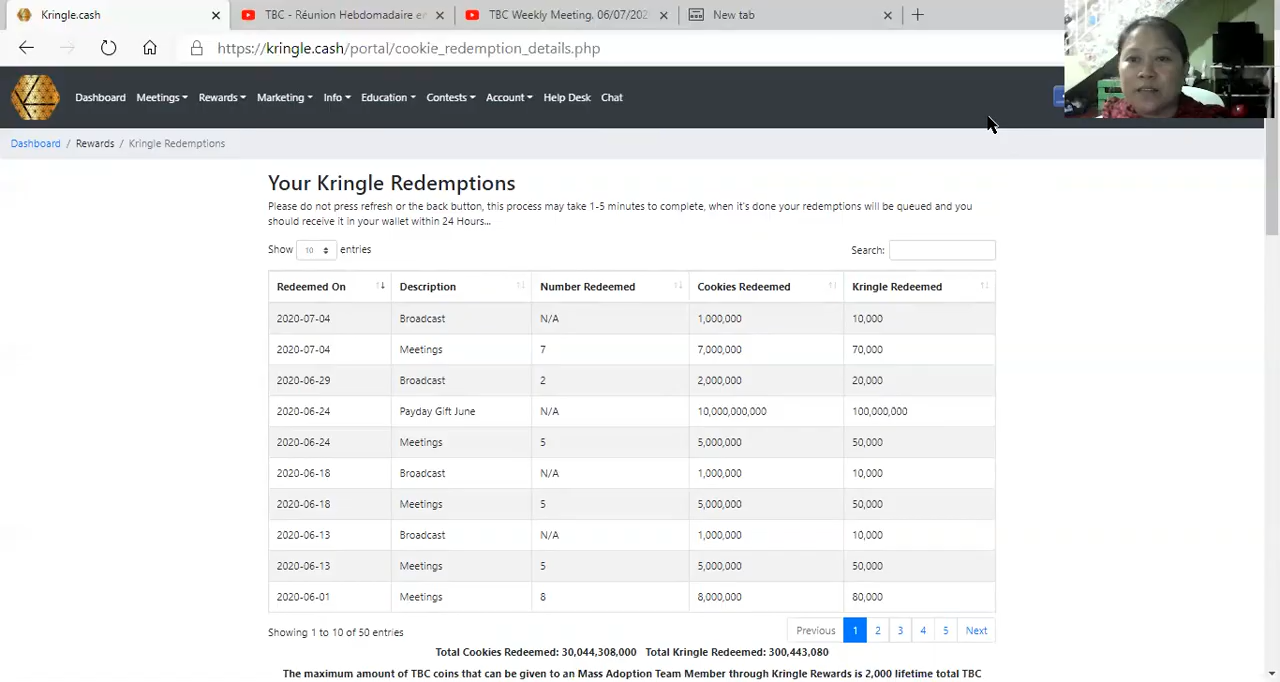 Kringle.cash
TBC - Réunion Hebdomadaire en
TBC Weekly Meeting. 06/07/202
New tab
https://kringle.cash/portal/cookie_redemption_details.php
Dashboard Meetings Rewards Marketing Info Education Contests Account Help Desk Chat
Dashboard / Rewards / Kringle Redemptions
Your Kringle Redemptions
Please do not press refresh or the back button, this process may take 1-5 minutes to complete, when it's done your redemptions will be queued and you
should receive it in your wallet within 24 Hours...
Show 10 entries Search:
Redeemed On Description Number Redeemed Cookies Redeemed Kringle Redeemed
2020-07-04 Broadcast N/A 1,000,000 10,000
2020-07-04 Meetings 7 7,000,000 70,000
2020-06-29 Broadcast 2 2,000,000 20,000
2020-06-24 Payday Gift June N/A 10,000,000,000 100,000,000
2020-06-24 Meetings 5 5,000,000 50,000
2020-06-18 Broadcast N/A 1,000,000 10,000
2020-06-18 Meetings 5 5,000,000 50,000
2020-06-13 Broadcast N/A 1,000,000 10,000
2020-06-13 Meetings 5 5,000,000 50,000
2020-06-01 Meetings 8 8,000,000 80,000
Showing 1 to 10 of 50 entries Previous 1 2 3 4 5 Next
Total Cookies Redeemed: 30,044,308,000 Total Kringle Redeemed: 300,443,080
The maximum amount of TBC coins that can be given to an Mass Adoption Team Member through Kringle Rewards is 2,000 lifetime total TBC